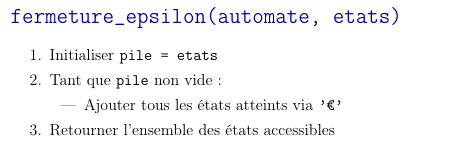 fermeture_epsilon(automate, etats)
1. Initialiser pile = etats
2. Tant que pile non vide :
— Ajouter tous les états atteints via '€'
3. Retourner l'ensemble des états accessibles